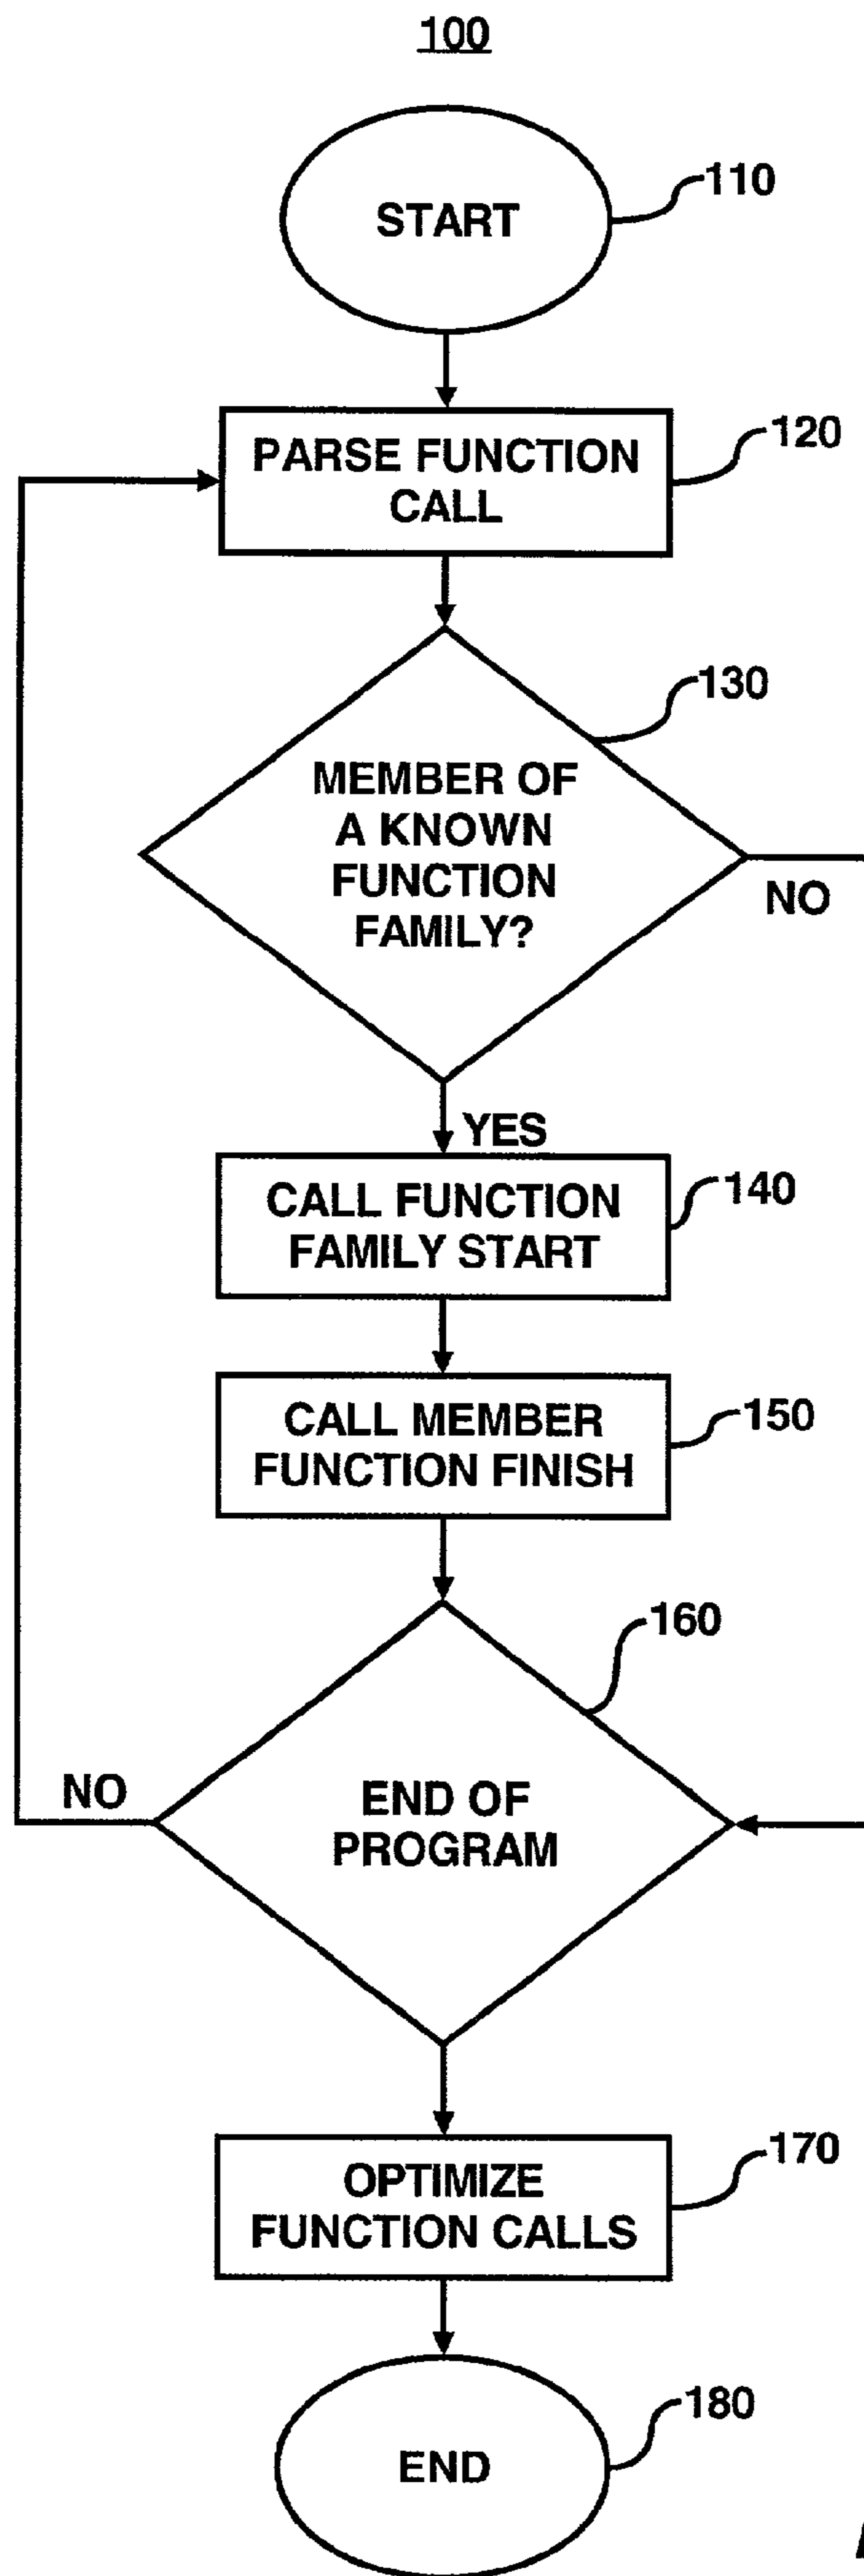 100
START
110
PARSE FUNCTION
CALL
120
130
MEMBER OF
A KNOWN
FUNCTION
FAMILY?
NO
YES
CALL FUNCTION
FAMILY START
140
CALL MEMBER
FUNCTION FINISH
150
160
NO
END OF
PROGRAM
OPTIMIZE
FUNCTION CALLS
170
END
180